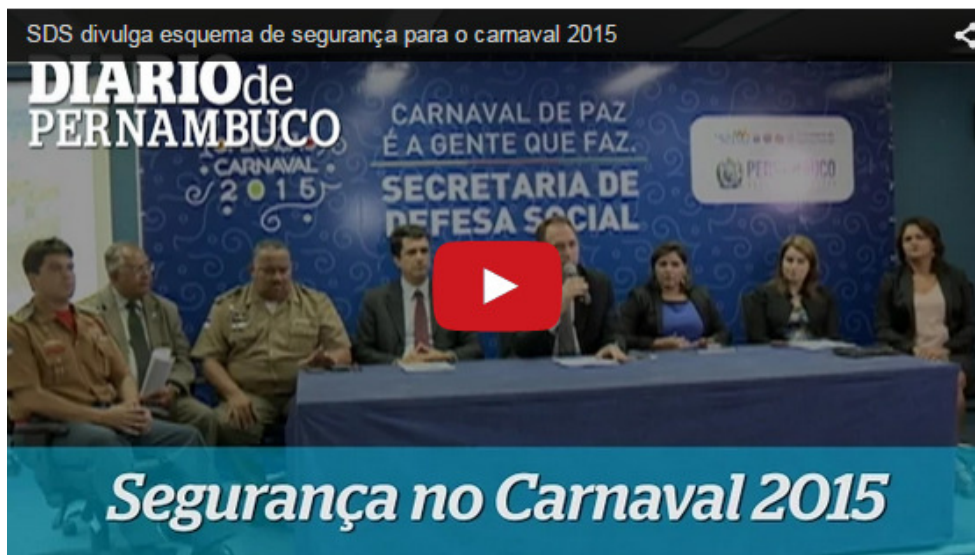 SDS divulga esquema de segurança para o carnaval 2015
DIARIO de
PERNAMBUCO
CARNAVAL
2015
CARNAVAL DE PAZ
É A GENTE QUE FAZ.
SECRETARIA DE
DEFESA SOCIAL
PERNAMBUCO
Segurança no Carnaval 2015